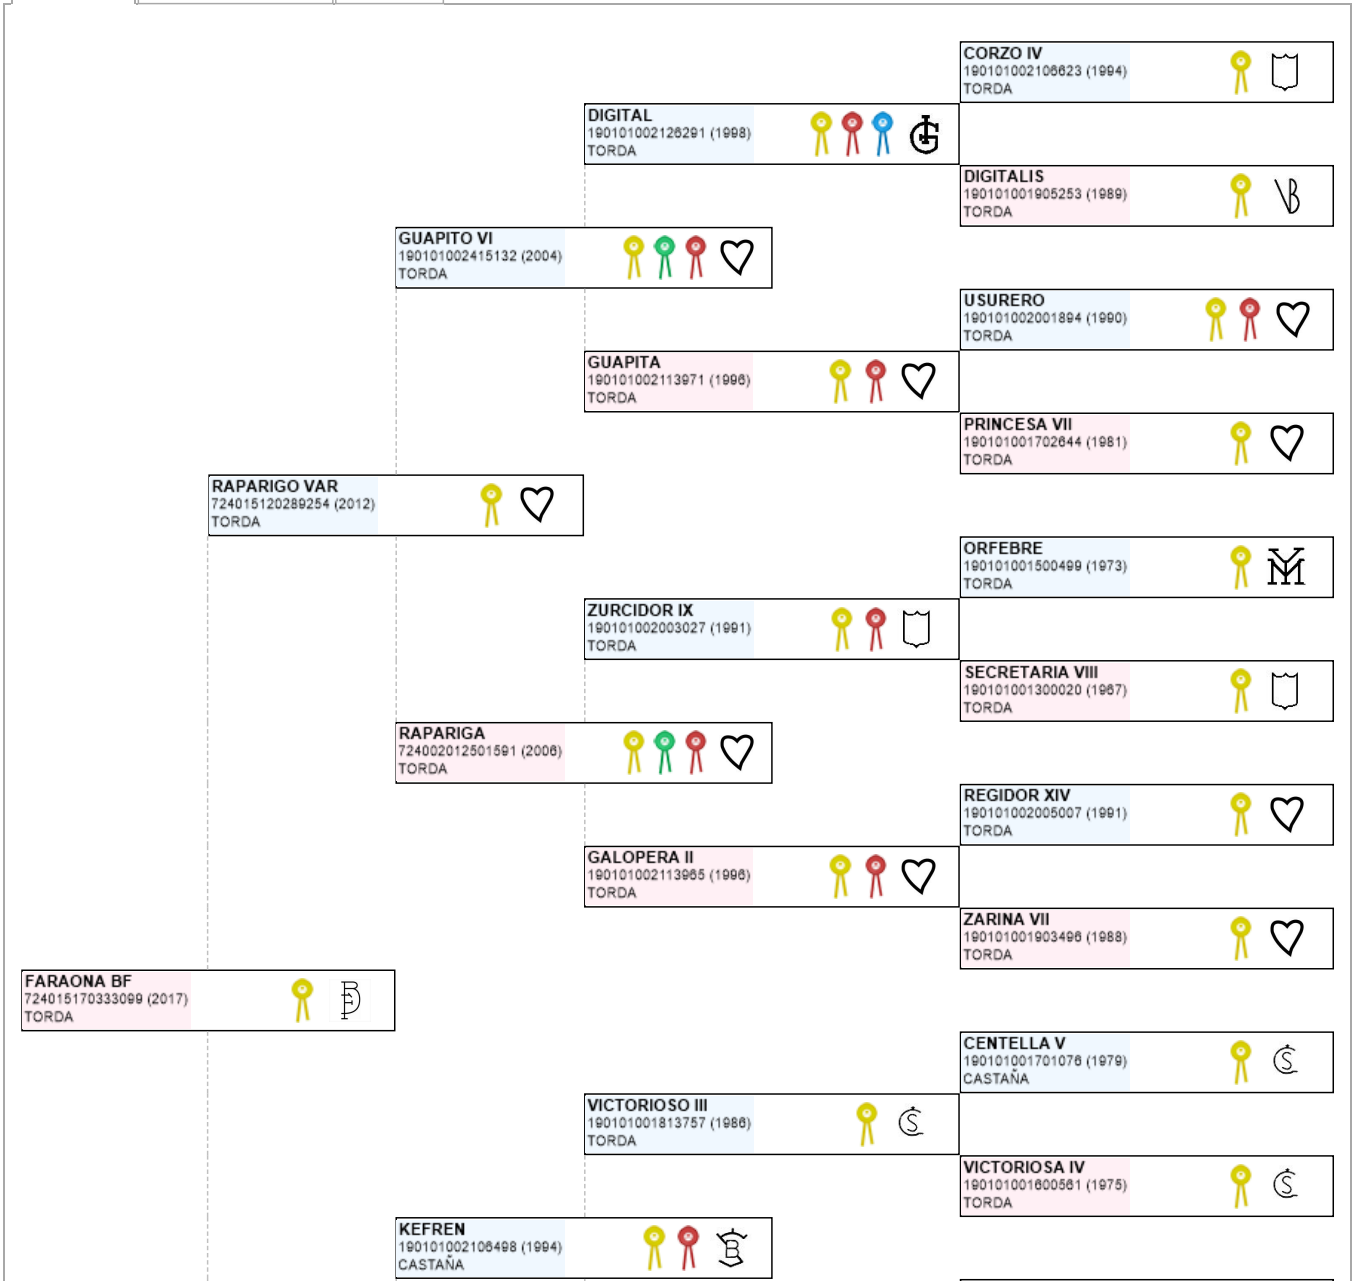 CORZO IV
190101002106623 (1994)
TORDA
DIGITAL
190101002126291 (1998)
TORDA
DIGITALIS
190101001905253 (1989)
TORDA
GUAPITO VI
190101002415132 (2004)
TORDA
USURERO
190101002001894 (1990)
TORDA
GUAPITA
190101002113971 (1996)
TORDA
PRINCESA VII
190101001702644 (1981)
TORDA
RAPARIGO VAR
724015120289254 (2012)
TORDA
ORFEBRE
190101001500499 (1973)
TORDA
ZURCIDOR IX
190101002003027 (1991)
TORDA
SECRETARIA VIII
190101001300020 (1967)
TORDA
RAPARIGA
724002012501591 (2006)
TORDA
REGIDOR XIV
190101002005007 (1991)
TORDA
GALOPERA II
190101002113965 (1996)
TORDA
ZARINA VII
190101001903496 (1988)
TORDA
FARAONA BF
724015170333099 (2017)
TORDA
CENTELLA V
190101001701076 (1979)
CASTAÑA
VICTORIOSO III
190101001813757 (1986)
TORDA
VICTORIOSA IV
190101001600561 (1975)
TORDA
KEFREN
190101002106498 (1994)
CASTAÑA